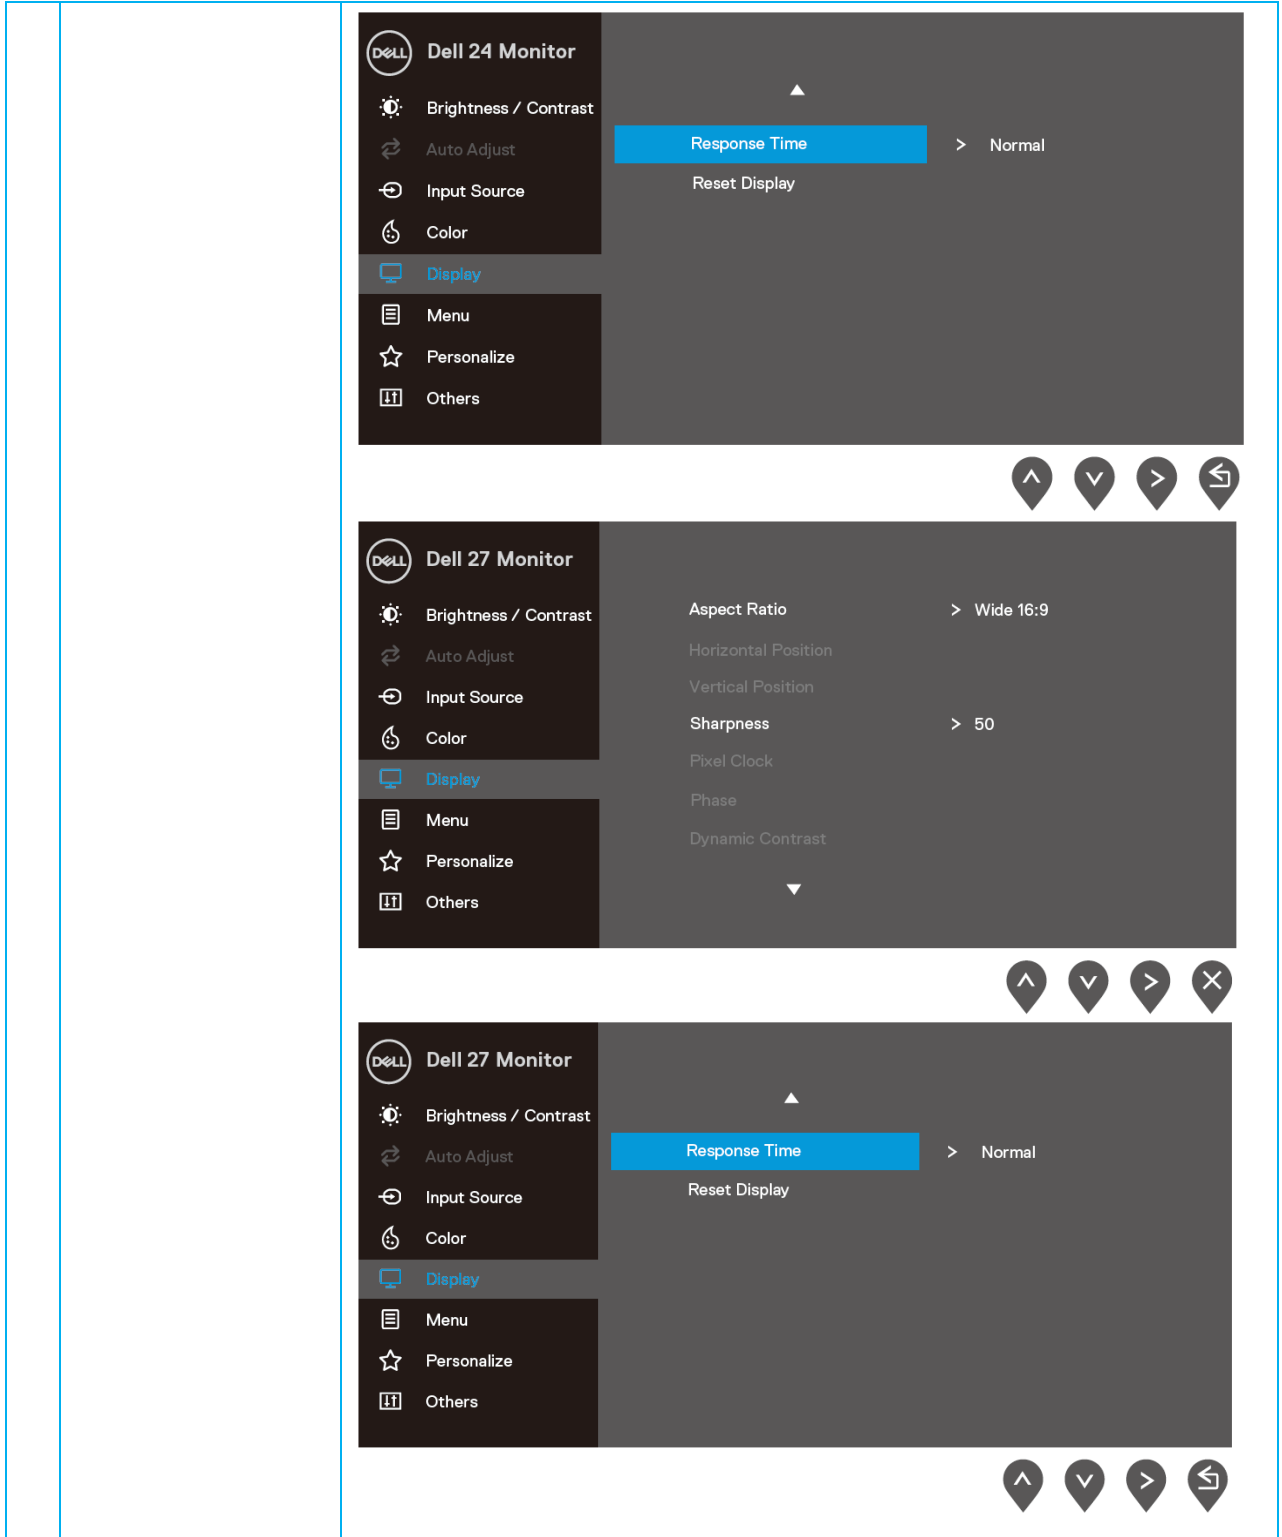 DELL Dell 24 Monitor
Brightness / Contrast
Auto Adjust
Input Source
Color
Display
Menu
Personalize
Others
Response Time > Normal
Reset Display
DELL Dell 27 Monitor
Brightness / Contrast
Auto Adjust
Input Source
Color
Display
Menu
Personalize
Others
Aspect Ratio > Wide 16:9
Horizontal Position
Vertical Position
Sharpness > 50
Pixel Clock
Phase
Dynamic Contrast
DELL Dell 27 Monitor
Brightness / Contrast
Auto Adjust
Input Source
Color
Display
Menu
Personalize
Others
Response Time > Normal
Reset Display